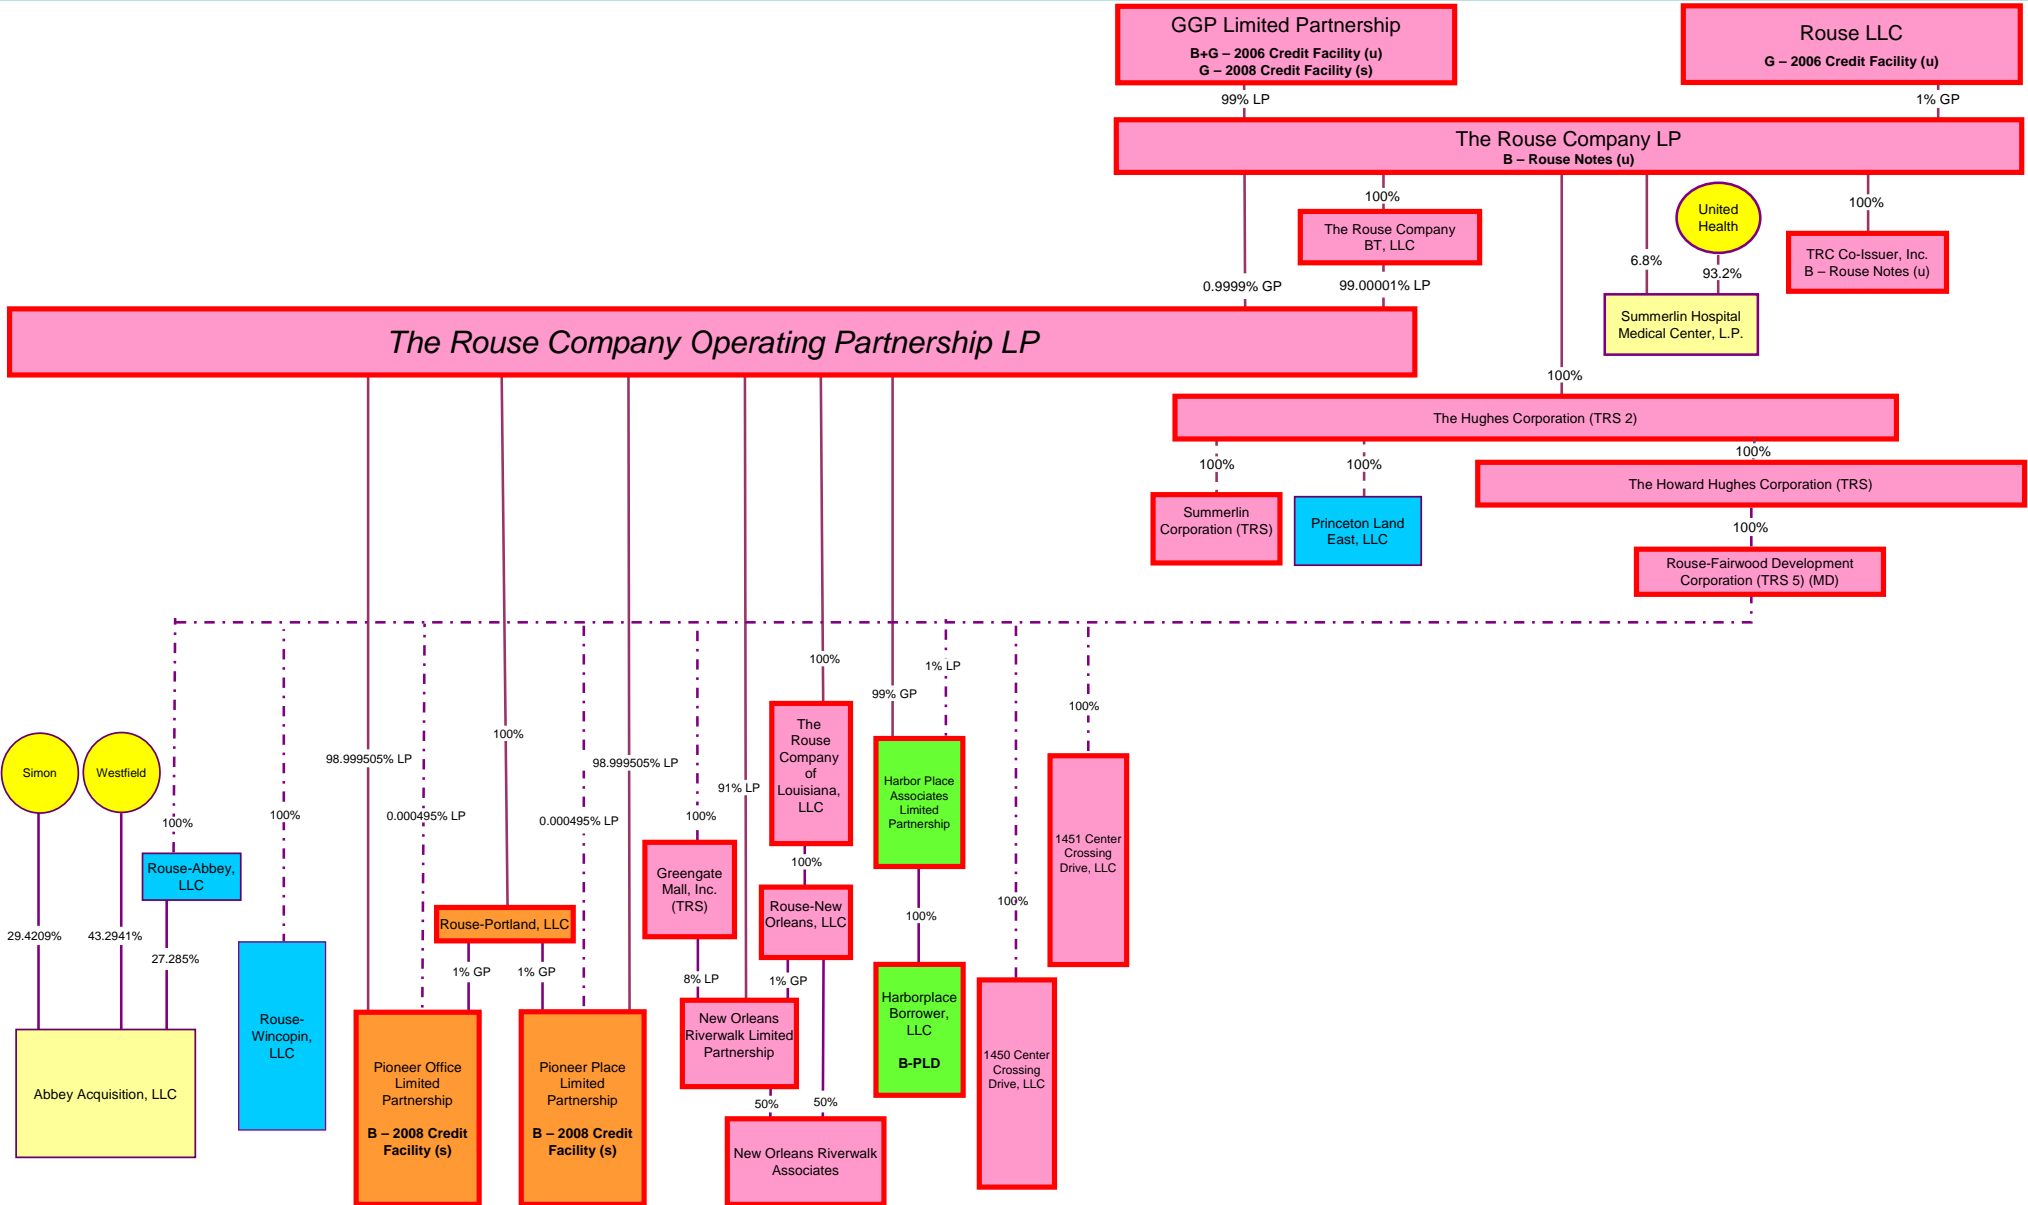 GGP Limited Partnership
B+G – 2006 Credit Facility (u)
G – 2008 Credit Facility (s)
Rouse LLC
G – 2006 Credit Facility (u)
99% LP
1% GP
The Rouse Company LP
B – Rouse Notes (u)
100%
The Rouse Company
BT, LLC
United
Health
100%
TRC Co-Issuer, Inc.
B – Rouse Notes (u)
6.8%
93.2%
0.9999% GP
99.00001% LP
Summerlin Hospital
Medical Center, L.P.
The Rouse Company Operating Partnership LP
100%
The Hughes Corporation (TRS 2)
100%
100%
100%
Summerlin
Corporation (TRS)
Princeton Land
East, LLC
The Howard Hughes Corporation (TRS)
100%
Rouse-Fairwood Development
Corporation (TRS 5) (MD)
100%
1% LP
99% GP
100%
100%
98.999505% LP
98.999505% LP
91% LP
0.000495% LP
0.000495% LP
100%
100%
100%
Simon
Westfield
The
Rouse
Company
of
Louisiana,
LLC
Harbor Place
Associates
Limited
Partnership
1451 Center
Crossing
Drive, LLC
Rouse-Abbey,
LLC
100%
Greengate
Mall, Inc.
(TRS)
Rouse-New
Orleans, LLC
100%
100%
Rouse-Portland, LLC
29.4209%
43.2941%
27.285%
1% GP
1% GP
8% LP
1% GP
Rouse-
Wincopin,
LLC
Harborplace
Borrower,
LLC
B-PLD
New Orleans
Riverwalk Limited
Partnership
1450 Center
Crossing
Drive, LLC
Abbey Acquisition, LLC
Pioneer Office
Limited
Partnership
B – 2008 Credit
Facility (s)
Pioneer Place
Limited
Partnership
B – 2008 Credit
Facility (s)
50%
50%
New Orleans Riverwalk
Associates